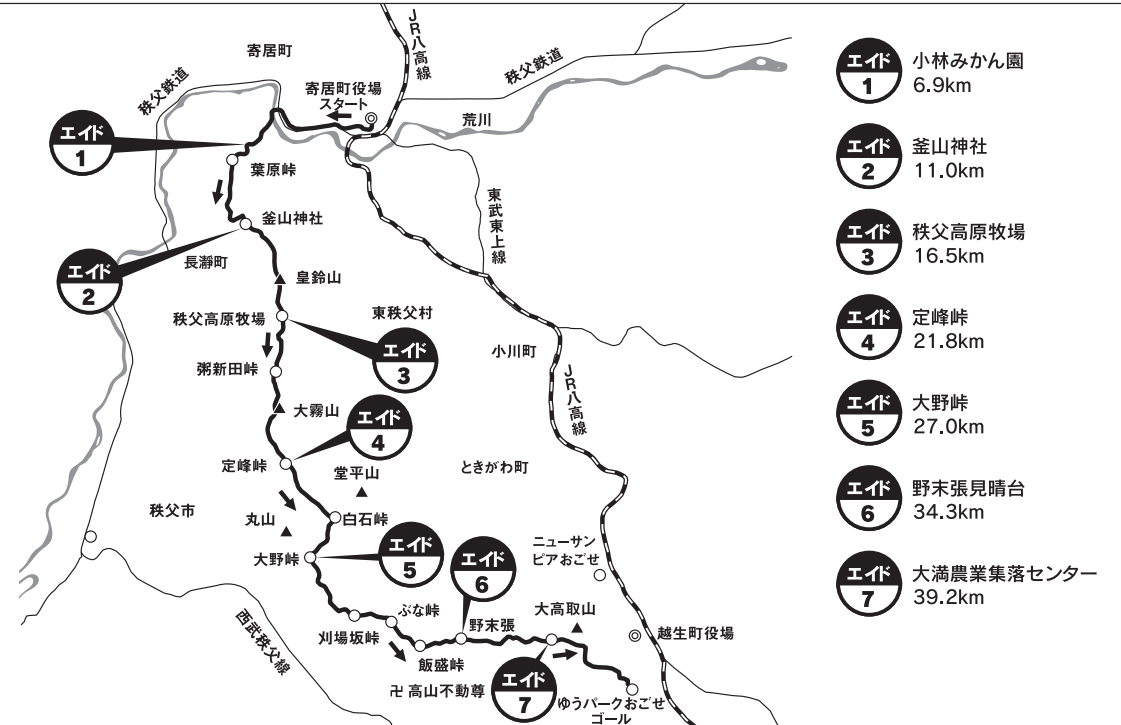 寄居町
JR八高線
秩父鉄道
秩父鉄道
寄居町役場
スタート
荒川
エイド
1
葉原峠
東武東上線
釜山神社
エイド
2
長瀞町
皇鈴山
秩父高原牧場
東秩父村
エイド
3
小川町
粥新田峠
JR八高線
大霧山
エイド
4
定峰峠
堂平山
ときがわ町
秩父市
丸山
白石峠
大野峠
エイド
5
エイド
6
ニューサン
ピアおごせ
西武秩父線
刈場坂峠
ぶな峠
飯盛峠
野末張
大高取山
越生町役場
卍 高山不動尊
エイド
7
ゆうパークおごせ
ゴール
エイド
1
小林みかん園
6.9km
エイド
2
釜山神社
11.0km
エイド
3
秩父高原牧場
16.5km
エイド
4
定峰峠
21.8km
エイド
5
大野峠
27.0km
エイド
6
野末張見晴台
34.3km
エイド
7
大満農業集落センター
39.2km